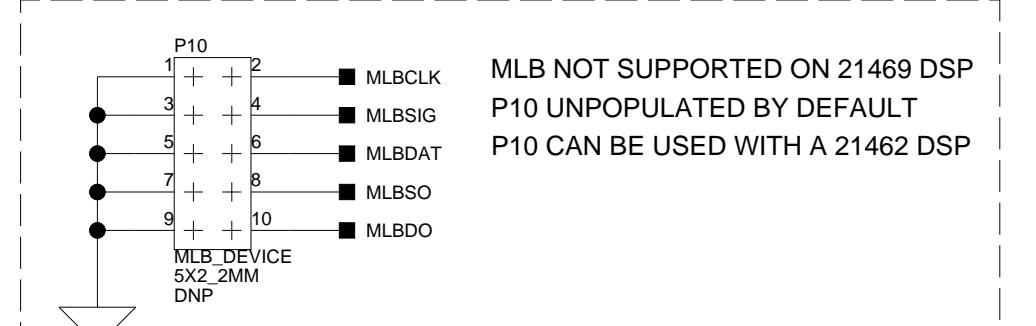 P10
1 2 MLBCLK
3 4 MLBSIG
5 6 MLBDAT
7 8 MLBSO
9 10 MLBDO
MLB_DEVICE
5X2_2MM
DNP
MLB NOT SUPPORTED ON 21469 DSP
P10 UNPOPULATED BY DEFAULT
P10 CAN BE USED WITH A 21462 DSP